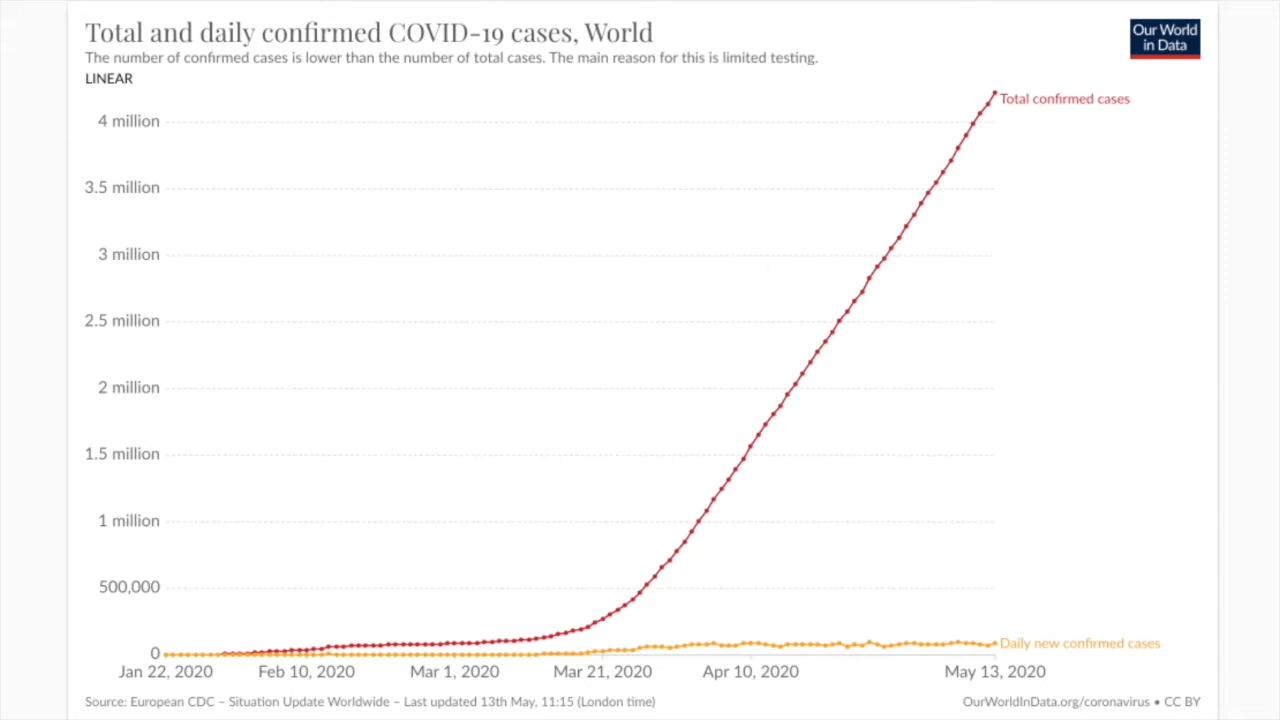 Total and daily confirmed COVID-19 cases, World
Our World
in Data
The number of confirmed cases is lower than the number of total cases. The main reason for this is limited testing.
LINEAR
Total confirmed cases
4 million
3.5 million
3 million
2.5 million
2 million
1.5 million
1 million
500,000
0
Daily new confirmed cases
Jan 22, 2020
Feb 10, 2020
Mar 1, 2020
Mar 21, 2020
Apr 10, 2020
May 13, 2020
Source: European CDC – Situation Update Worldwide – Last updated 13th May, 11:15 (London time)
OurWorldInData.org/coronavirus • CC BY